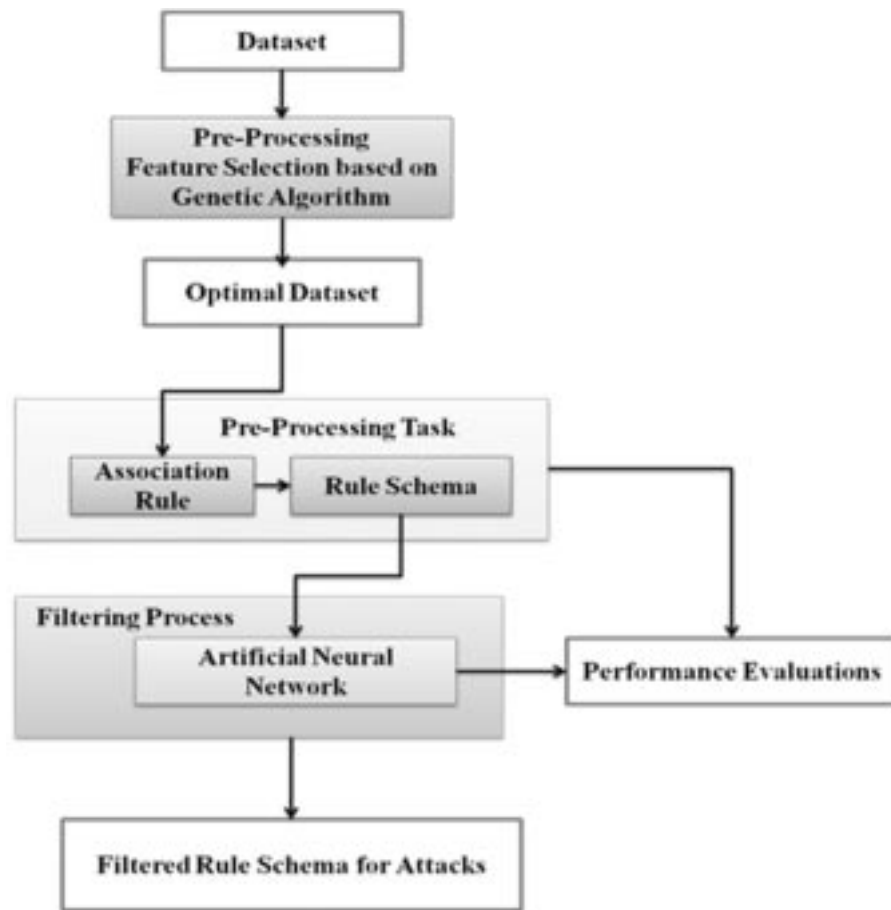 Dataset
Pre-Processing
Feature Selection based on
Genetic Algorithm
Optimal Dataset
Pre-Processing Task
Association
Rule
Rule Schema
Filtering Process
Artificial Neural
Network
Performance Evaluations
Filtered Rule Schema for Attacks